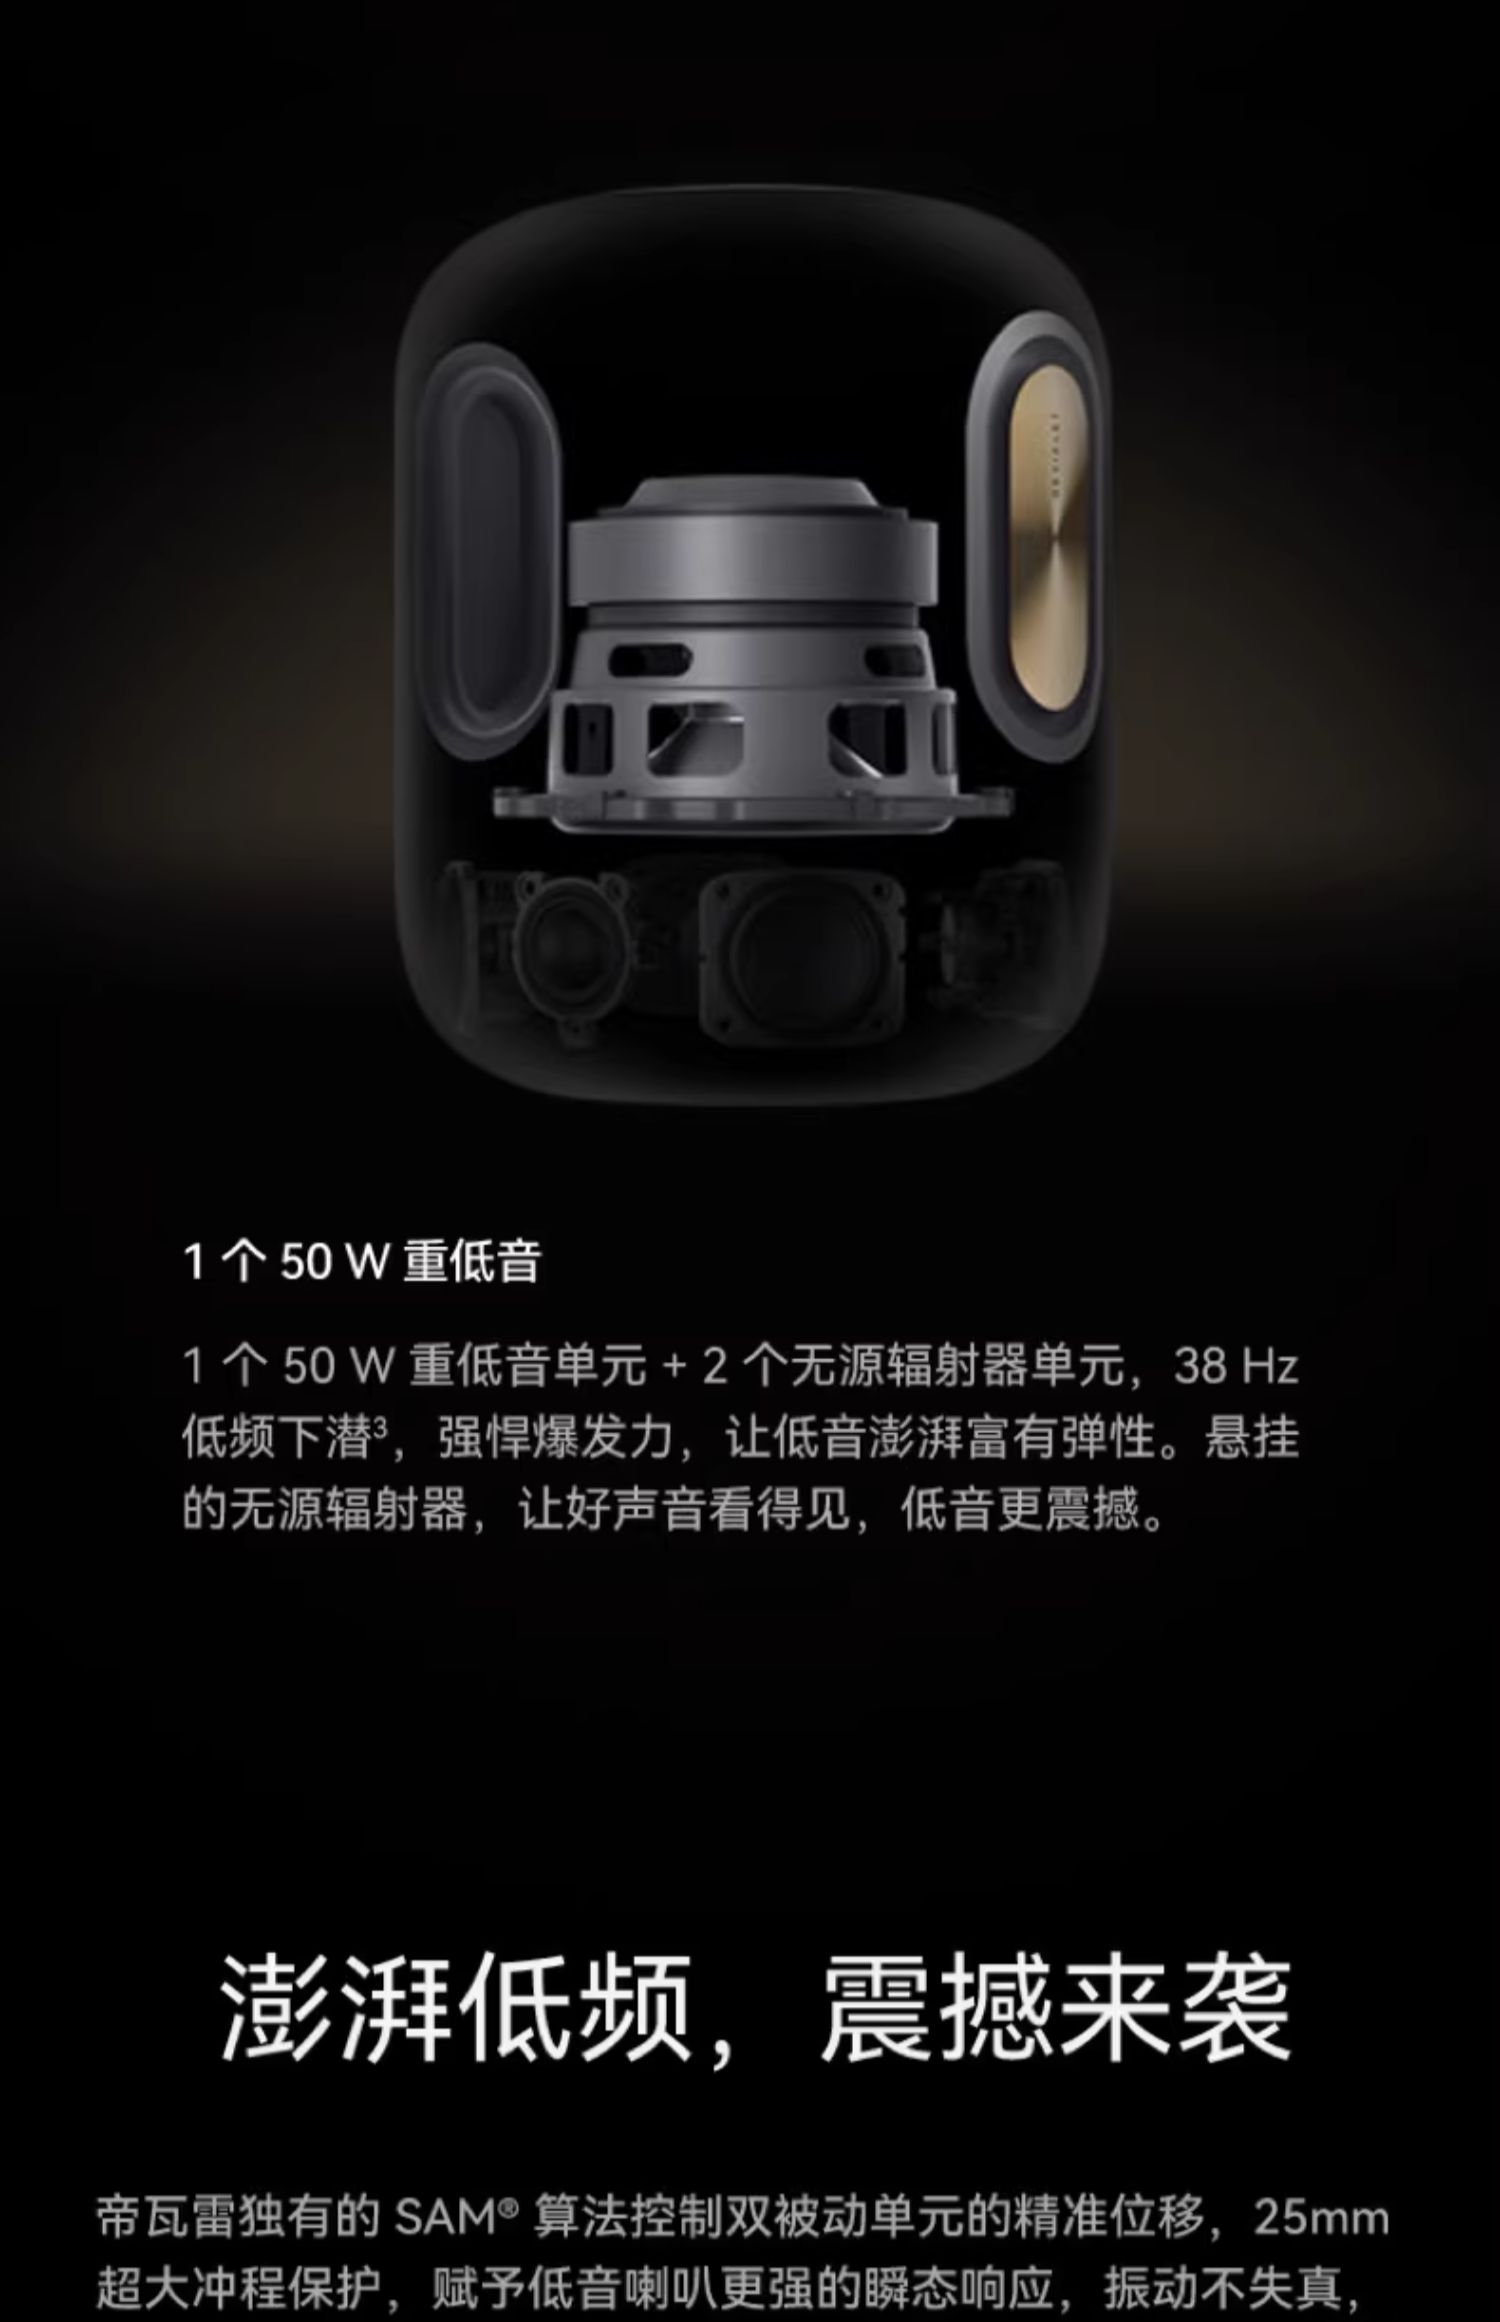 DEVIALET
1 个 50 W 重低音
1 个 50 W 重低音单元 + 2 个无源辐射器单元，38 Hz
低频下潜³，强悍爆发力，让低音澎湃富有弹性。悬挂
的无源辐射器，让好声音看得见，低音更震撼。
澎湃低频，震撼来袭
帝瓦雷独有的 SAM® 算法控制双被动单元的精准位移，25mm
超大冲程保护，赋予低音喇叭更强的瞬态响应，振动不失真，